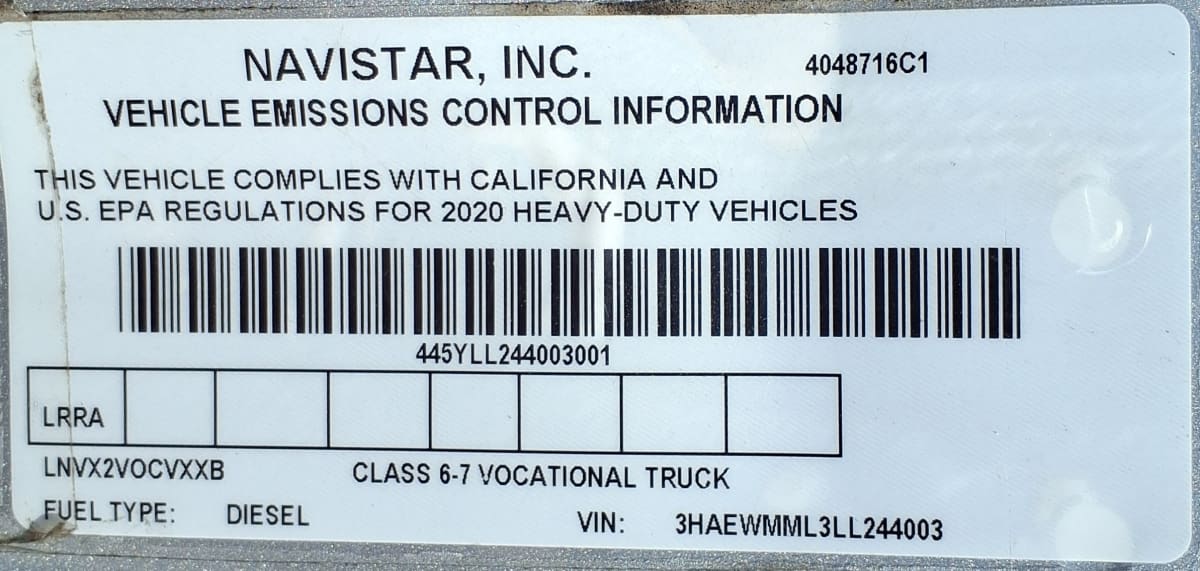 NAVISTAR, INC. 4048716C1
VEHICLE EMISSIONS CONTROL INFORMATION
THIS VEHICLE COMPLIES WITH CALIFORNIA AND
U.S. EPA REGULATIONS FOR 2020 HEAVY-DUTY VEHICLES
445YLL244003001
LRRA
LNVX2VOCVXXB CLASS 6-7 VOCATIONAL TRUCK
FUEL TYPE: DIESEL VIN: 3HAEWMML3LL244003